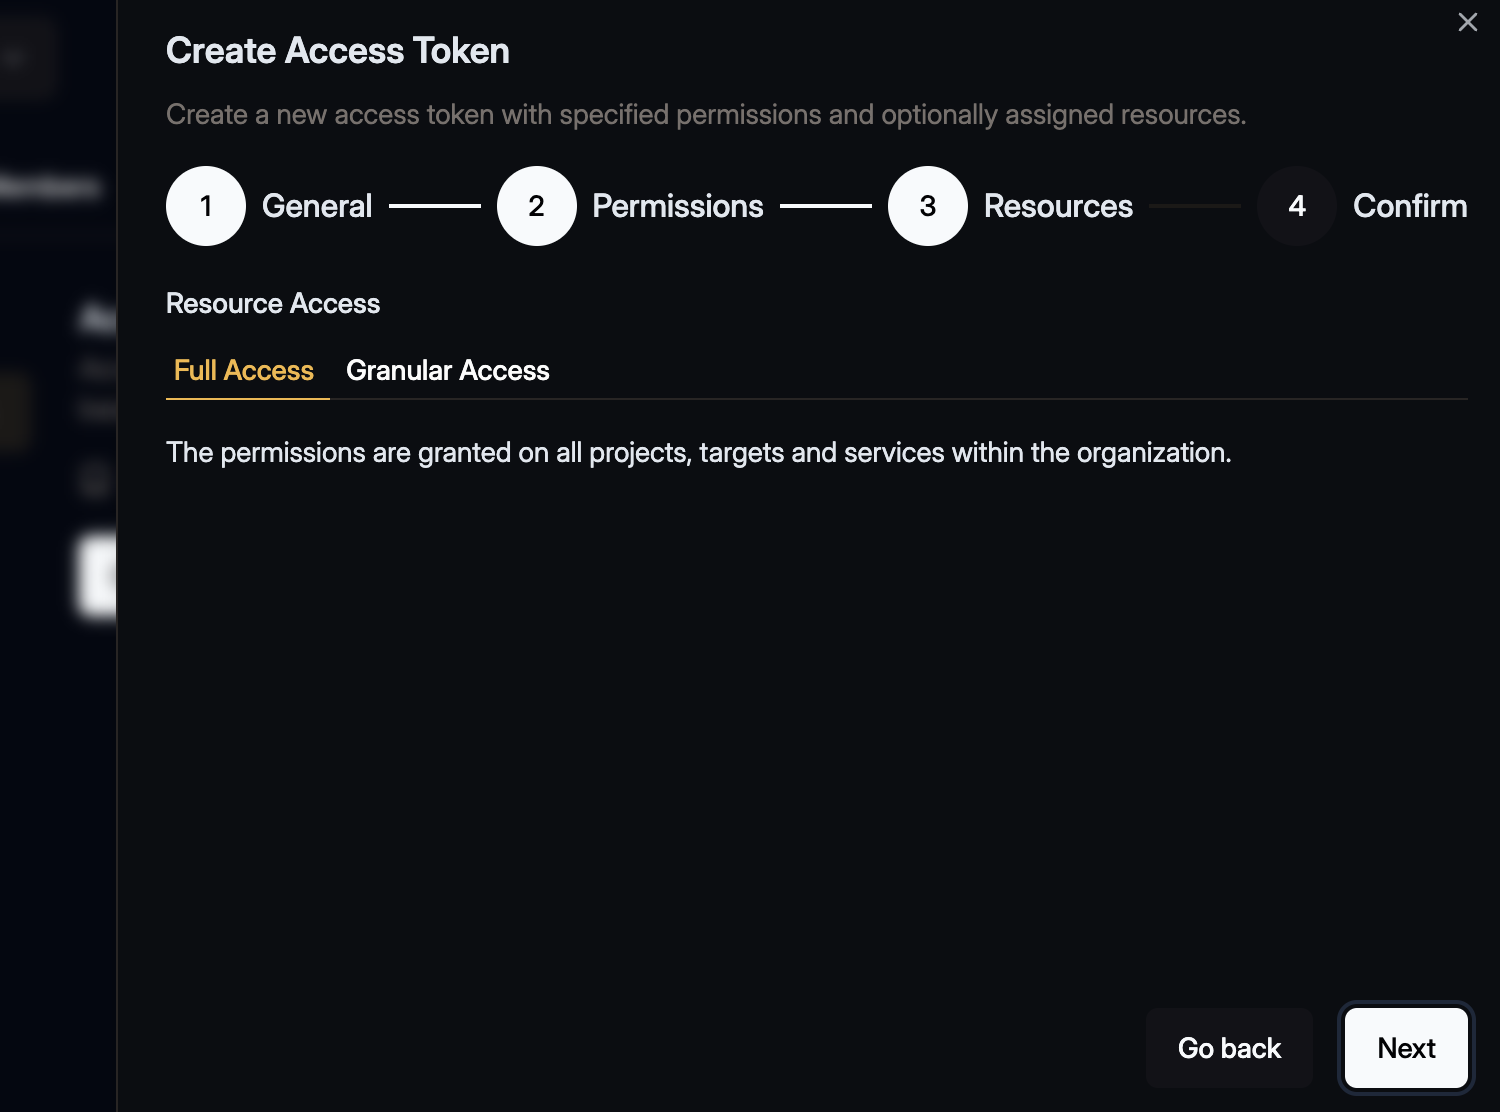 Create Access Token
Create a new access token with specified permissions and optionally assigned resources.
1 General 2 Permissions 3 Resources 4 Confirm
Resource Access
Full Access Granular Access
The permissions are granted on all projects, targets and services within the organization.
Go back Next